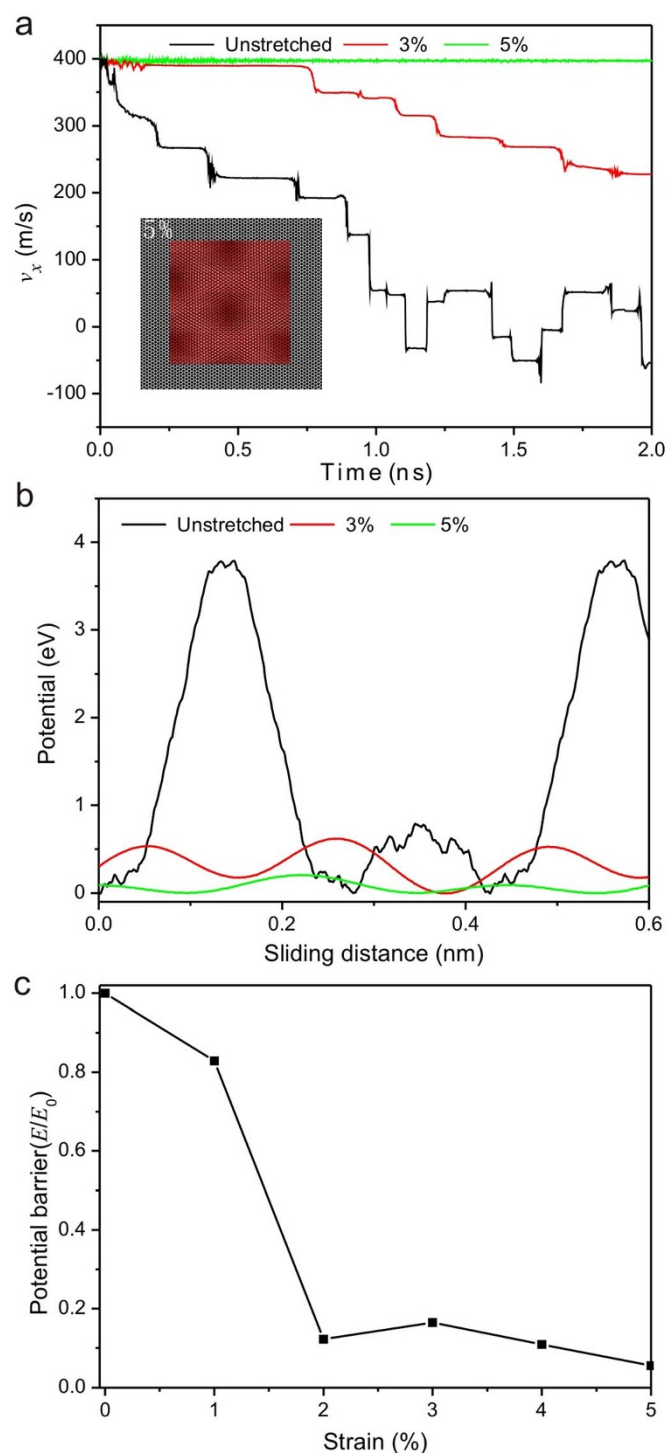 a
Unstretched 3% 5%
400
300
200
100
0
-100
vx (m/s)
5%
0.0 0.5 1.0 1.5 2.0
Time (ns)
b
Unstretched 3% 5%
4
3
2
1
0
Potential (eV)
0.0 0.2 0.4 0.6
Sliding distance (nm)
c
1.0
0.8
0.6
0.4
0.2
0.0
Potential barrier(E/E0)
0 1 2 3 4 5
Strain (%)